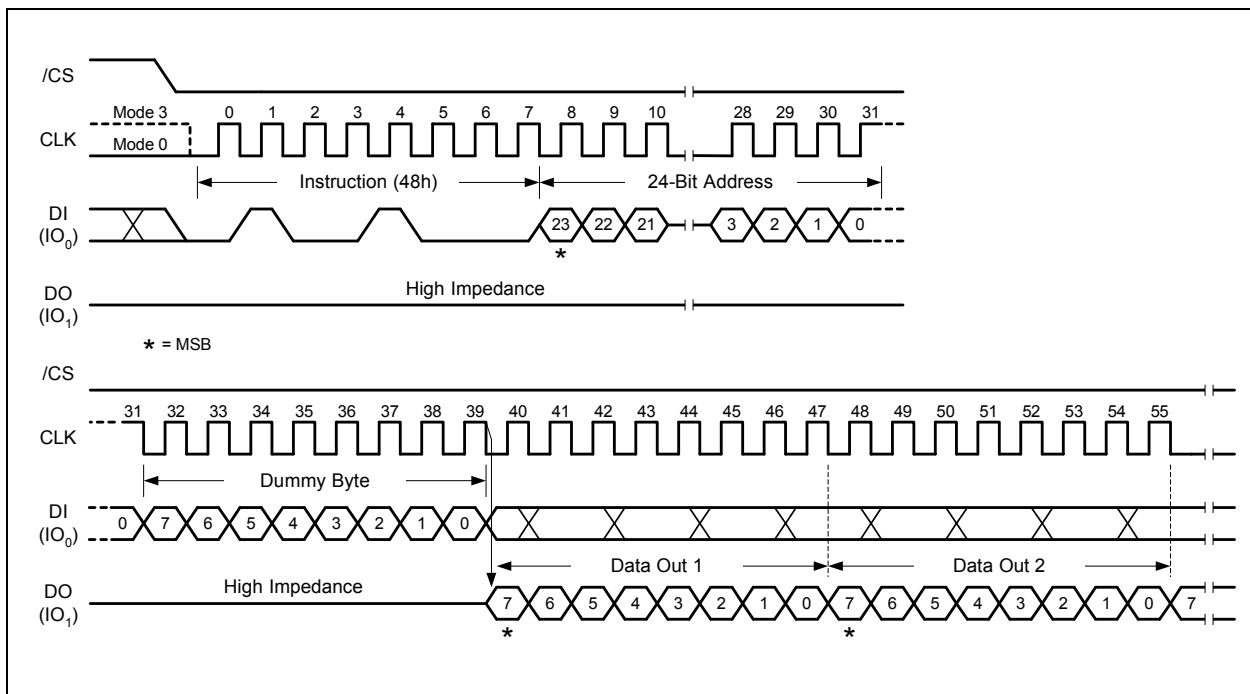 /CS
Mode 3 0 1 2 3 4 5 6 7 8 9 10 28 29 30 31
CLK
Mode 0
Instruction (48h) 24-Bit Address
DI
(IO0) 23 22 21 3 2 1 0
*
High Impedance
DO
(IO1)
* = MSB
/CS
31 32 33 34 35 36 37 38 39 40 41 42 43 44 45 46 47 48 49 50 51 52 53 54 55
CLK
Dummy Byte
DI
(IO0) 0 7 6 5 4 3 2 1 0
Data Out 1 Data Out 2
High Impedance
DO
(IO1) 7 6 5 4 3 2 1 0 7 6 5 4 3 2 1 0 7
* *